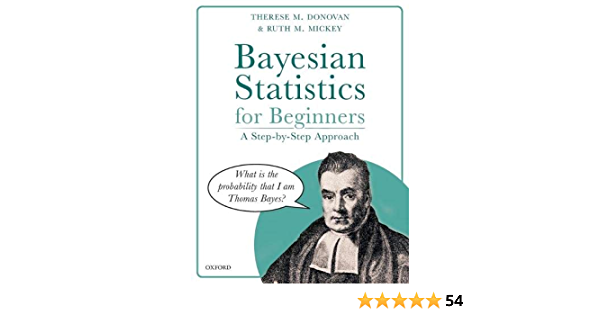 THERESE M. DONOVAN
& RUTH M. MICKEY
Bayesian
Statistics
for Beginners
A Step-by-Step Approach
What is the
probability that I am
Thomas Bayes?
OXFORD
54